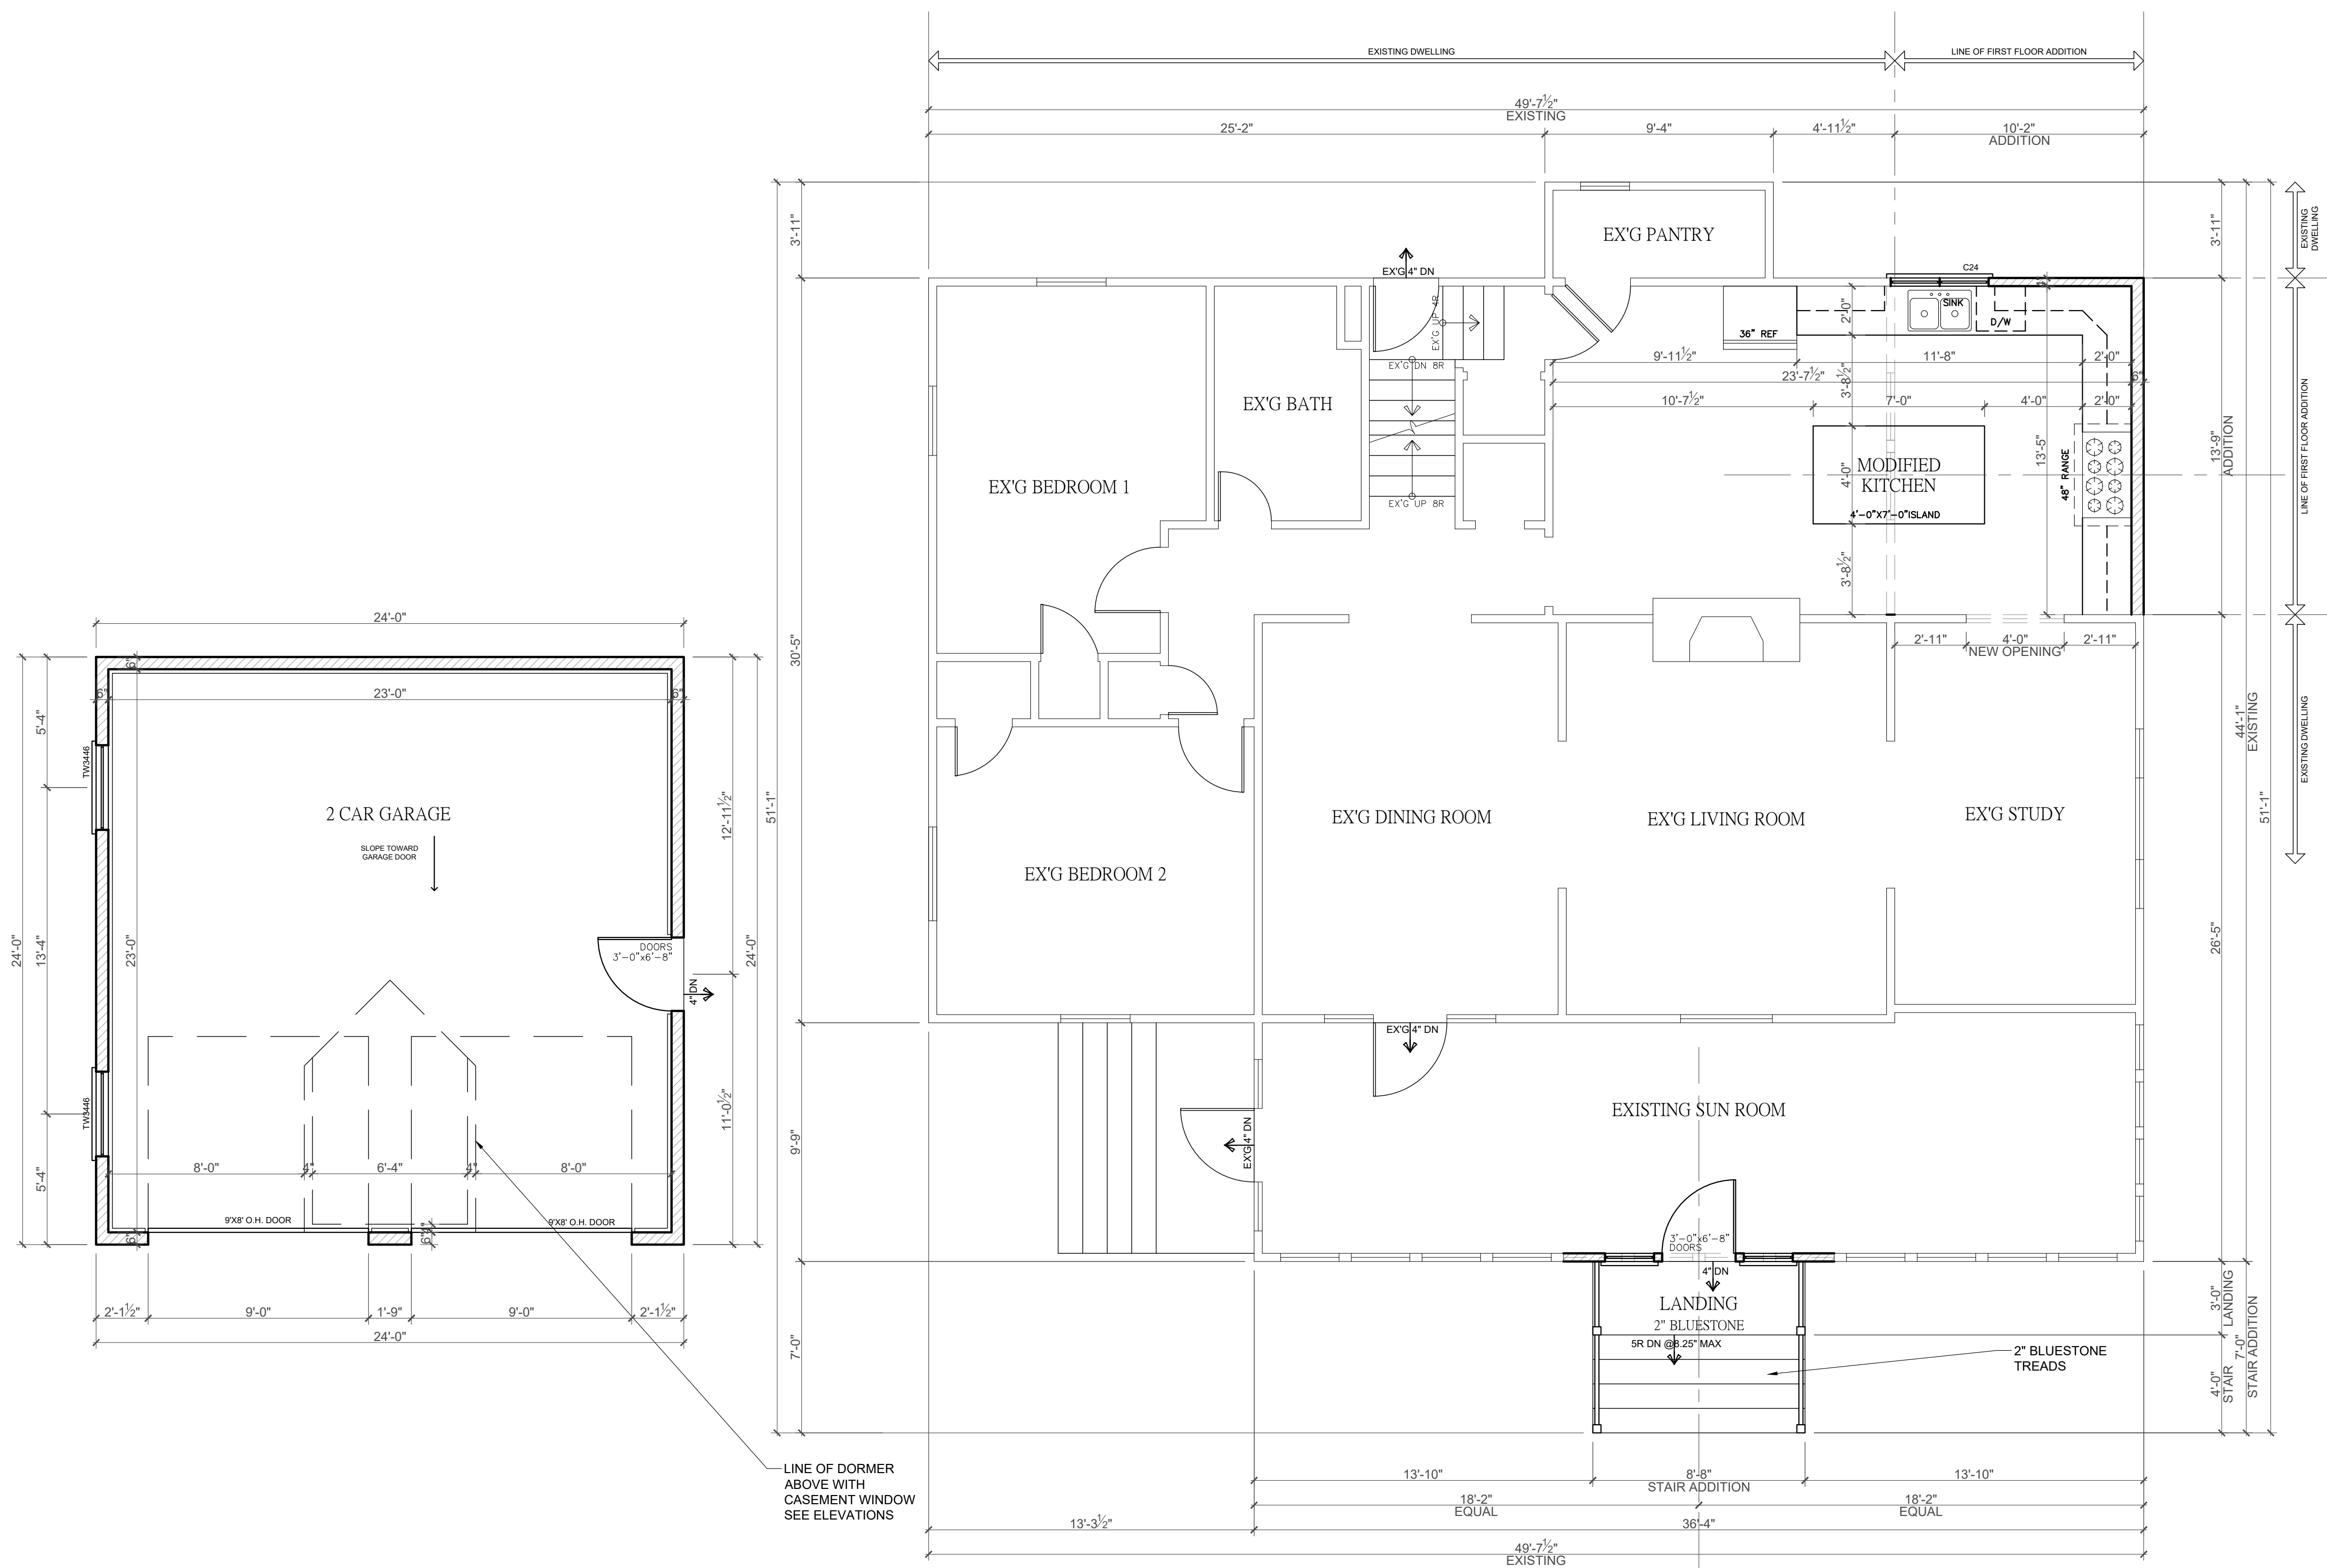 EXISTING DWELLING
LINE OF FIRST FLOOR ADDITION
49'-7½"
EXISTING
25'-2"
9'-4"
4'-11½"
10'-2"
ADDITION
3'-11"
EX'G PANTRY
3'-11"
EXISTING
DWELLING
EX'G 4" DN
EX'G UP 4R
C24
SINK
D/W
36" REF
2'-0"
9'-11½"
11'-8"
2'-0"
23'-7½"
6"
3'-8½"
10'-7½"
7'-0"
4'-0"
2'-0"
EX'G DN 8R
EX'G BATH
EX'G BEDROOM 1
EX'G UP 8R
4'-0"
MODIFIED
KITCHEN
4'-0"X7'-0"ISLAND
13'-5"
48" RANGE
13'-9"
ADDITION
LINE OF FIRST FLOOR ADDITION
3'-8½"
2'-11"
4'-0"
2'-11"
NEW OPENING
30'-5"
51'-1"
EX'G DINING ROOM
EX'G LIVING ROOM
EX'G STUDY
EX'G BEDROOM 2
44'-1"
EXISTING
51'-1"
EXISTING DWELLING
26'-5"
EX'G 4" DN
EXISTING SUN ROOM
EX'G 4" DN
9'-9"
3'-0"x6'-8"
DOORS
4" DN
LANDING
2" BLUESTONE
5R DN @8.25" MAX
2" BLUESTONE
TREADS
7'-0"
3'-0"
LANDING
4'-0"
STAIR
7'-0"
STAIR ADDITION
13'-10"
8'-8"
STAIR ADDITION
13'-10"
18'-2"
EQUAL
18'-2"
EQUAL
13'-3½"
36'-4"
49'-7½"
EXISTING
24'-0"
6"
6"
23'-0"
6"
5'-4"
TW3446
2 CAR GARAGE
SLOPE TOWARD
GARAGE DOOR
12'-11½"
24'-0"
13'-4"
23'-0"
DOORS
3'-0"x6'-8"
4" DN
24'-0"
11'-0½"
TW3446
5'-4"
8'-0"
4"
6'-4"
4"
8'-0"
9'X8' O.H. DOOR
9'X8' O.H. DOOR
6"
2'-1½"
9'-0"
1'-9"
9'-0"
2'-1½"
24'-0"
LINE OF DORMER
ABOVE WITH
CASEMENT WINDOW
SEE ELEVATIONS